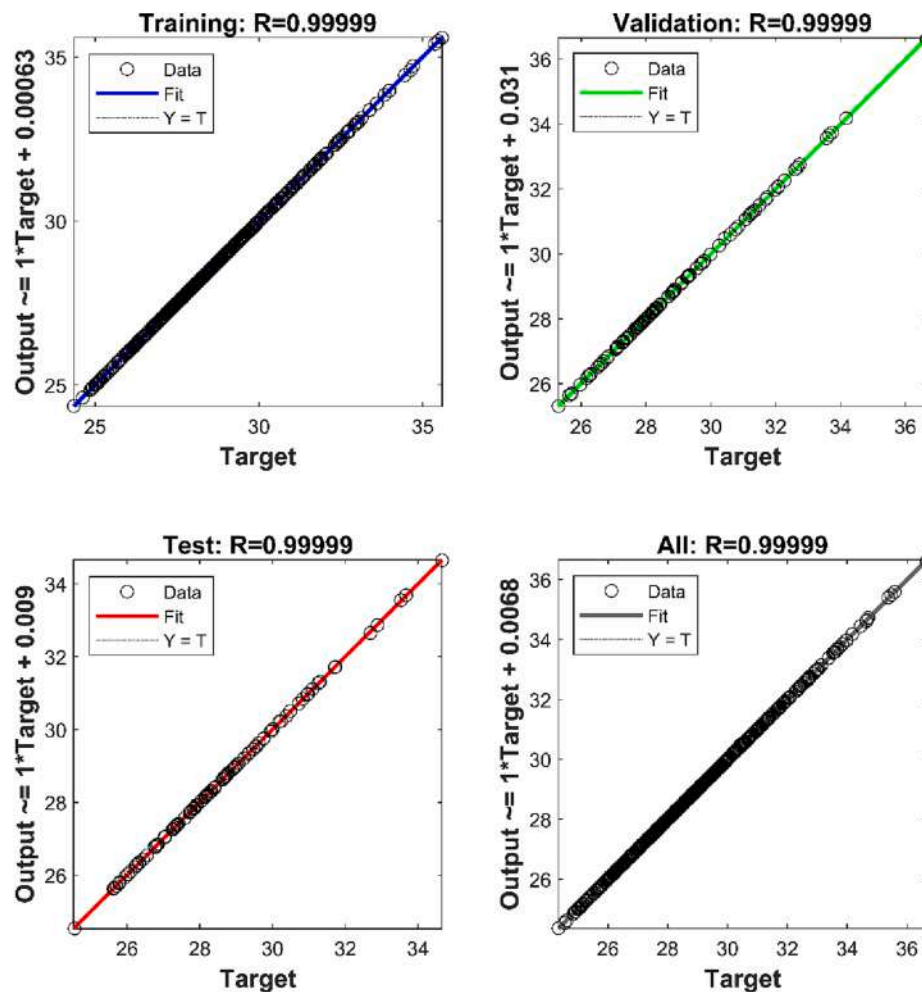 Training: R=0.99999
Output ~= 1*Target + 0.00063
Data
Fit
Y = T
35
30
25
25 30 35
Target
Validation: R=0.99999
Output ~= 1*Target + 0.031
Data
Fit
Y = T
36
34
32
30
28
26
26 28 30 32 34 36
Target
Test: R=0.99999
Output ~= 1*Target + 0.009
Data
Fit
Y = T
34
32
30
28
26
26 28 30 32 34
Target
All: R=0.99999
Output ~= 1*Target + 0.0068
Data
Fit
Y = T
36
34
32
30
28
26
26 28 30 32 34 36
Target